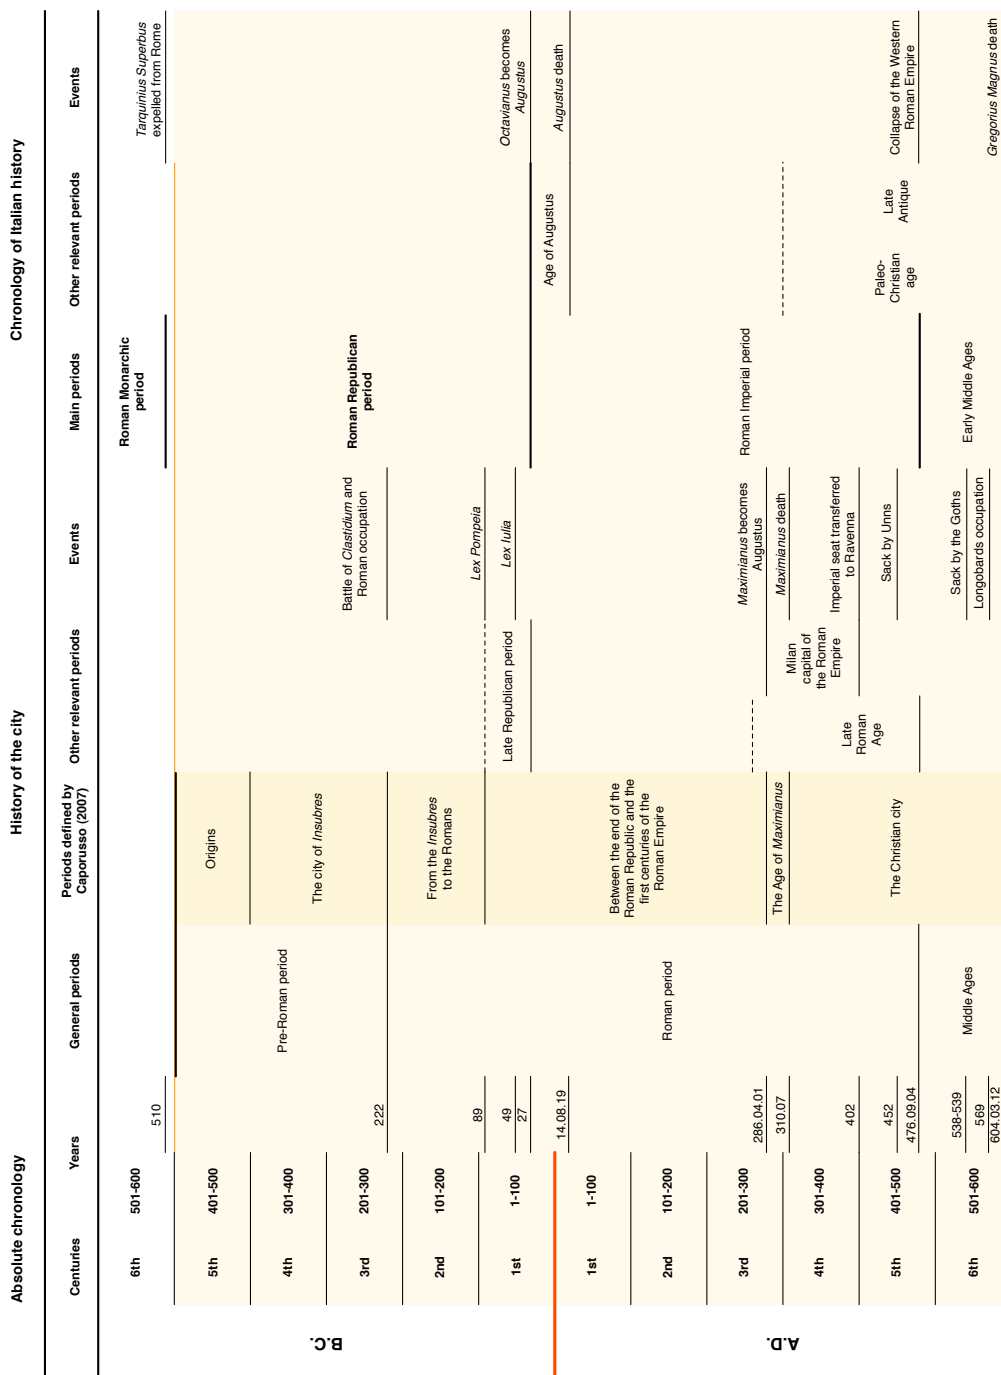 Absolute chronology
History of the city
Chronology of Italian history
Centuries
Years
General periods
Periods defined by
Caporusso (2007)
Other relevant periods
Events
Main periods
Other relevant periods
Events
B.C.
6th
501-600
510
Roman Monarchic
period
Tarquinius Superbus
expelled from Rome
5th
401-500
Origins
4th
301-400
Pre-Roman period
The city of Insubres
3rd
201-300
222
Battle of Clastidium and
Roman occupation
Roman Republican
period
2nd
101-200
From the Insubres
to the Romans
1st
1-100
89
49
27
Late Republican period
Lex Pompeia
Lex Iulia
Octavianus becomes
Augustus
A.D.
1st
1-100
14.08.19
Between the end of the
Roman Republic and the
first centuries of the
Roman Empire
Age of Augustus
Augustus death
2nd
101-200
Roman period
3rd
201-300
286.04.01
Maximianus becomes
Augustus
Roman Imperial period
4th
301-400
310.07
The Age of Maximianus
Maximianus death
Milan
capital of
the Roman
Empire
402
Imperial seat transferred
to Ravenna
5th
401-500
452
476.09.04
The Christian city
Late
Roman
Age
Sack by Unns
Paleo-
Christian
age
Late
Antique
Collapse of the Western
Roman Empire
6th
501-600
538-539
569
604.03.12
Middle Ages
Sack by the Goths
Longobards occupation
Early Middle Ages
Gregorius Magnus death